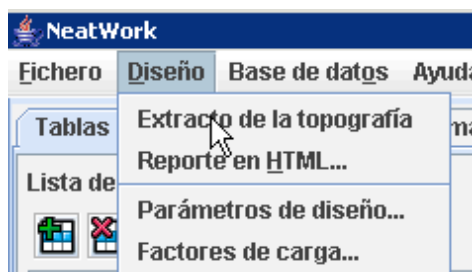 NeatWork
Fichero Diseño Base de datos Ayuda
Tablas
Extracto de la topografía
Reporte en HTML...
Lista de
Parámetros de diseño...
Factores de carga...